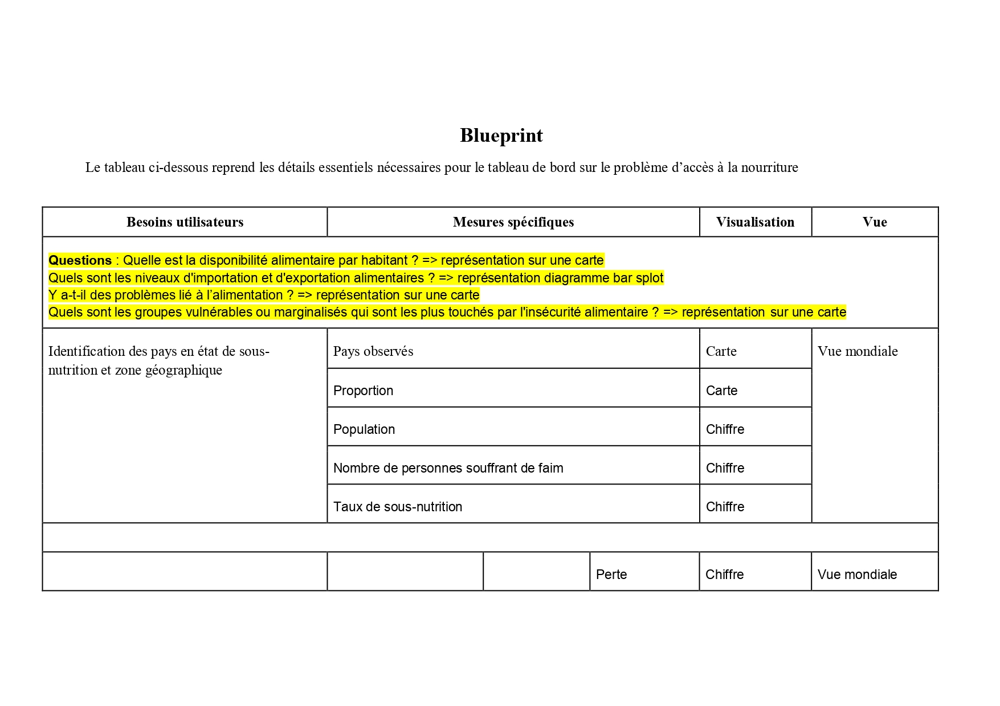 Blueprint
Le tableau ci-dessous reprend les détails essentiels nécessaires pour le tableau de bord sur le problème d’accès à la nourriture
Besoins utilisateurs Mesures spécifiques Visualisation Vue
Questions : Quelle est la disponibilité alimentaire par habitant ? => représentation sur une carte
Quels sont les niveaux d'importation et d'exportation alimentaires ? => représentation diagramme bar splot
Y a-t-il des problèmes lié à l’alimentation ? => représentation sur une carte
Quels sont les groupes vulnérables ou marginalisés qui sont les plus touchés par l'insécurité alimentaire ? => représentation sur une carte
Identification des pays en état de sous-
nutrition et zone géographique
Pays observés Carte Vue mondiale
Proportion Carte
Population Chiffre
Nombre de personnes souffrant de faim Chiffre
Taux de sous-nutrition Chiffre
Perte Chiffre Vue mondiale